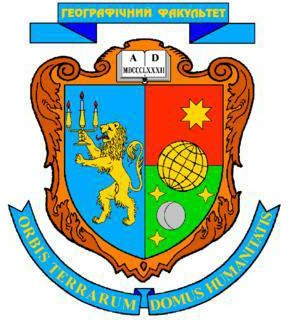 ГЕОГРАФІЧНИЙ ФАКУЛЬТЕТ
A D
MDCCCLXXXII
ORBIS TERRARUM DOMUS HUMANITATIS